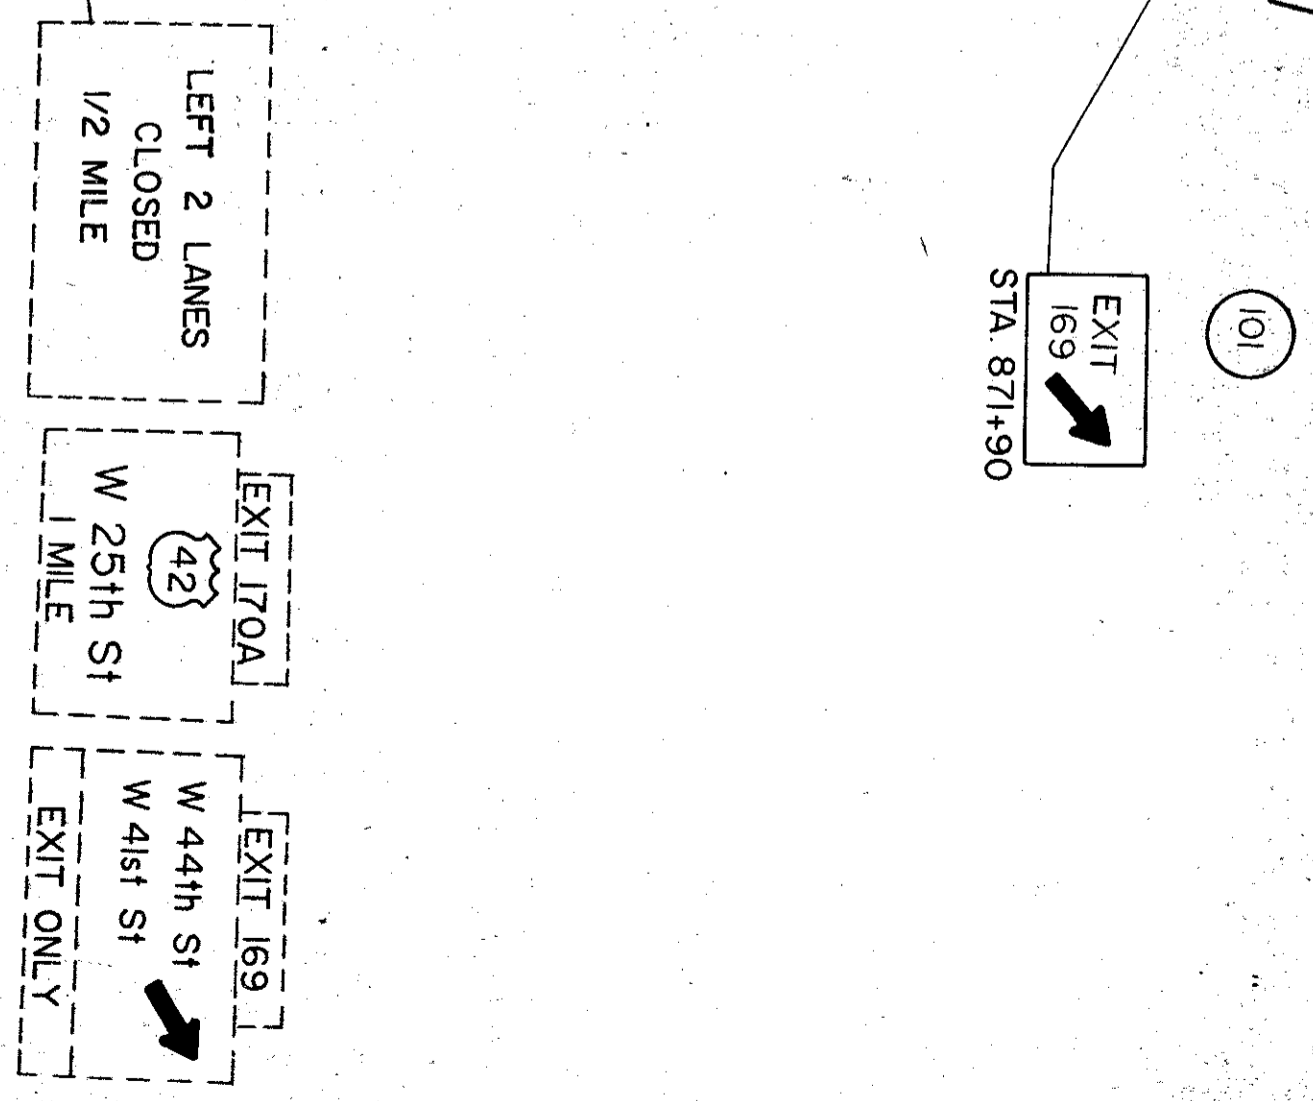 101
EXIT
169
STA. 871+90
LEFT 2 LANES
CLOSED
1/2 MILE
EXIT 170A
42
W 25th St
1 MILE
EXIT 169
W 44th St
W 41st St
EXIT ONLY